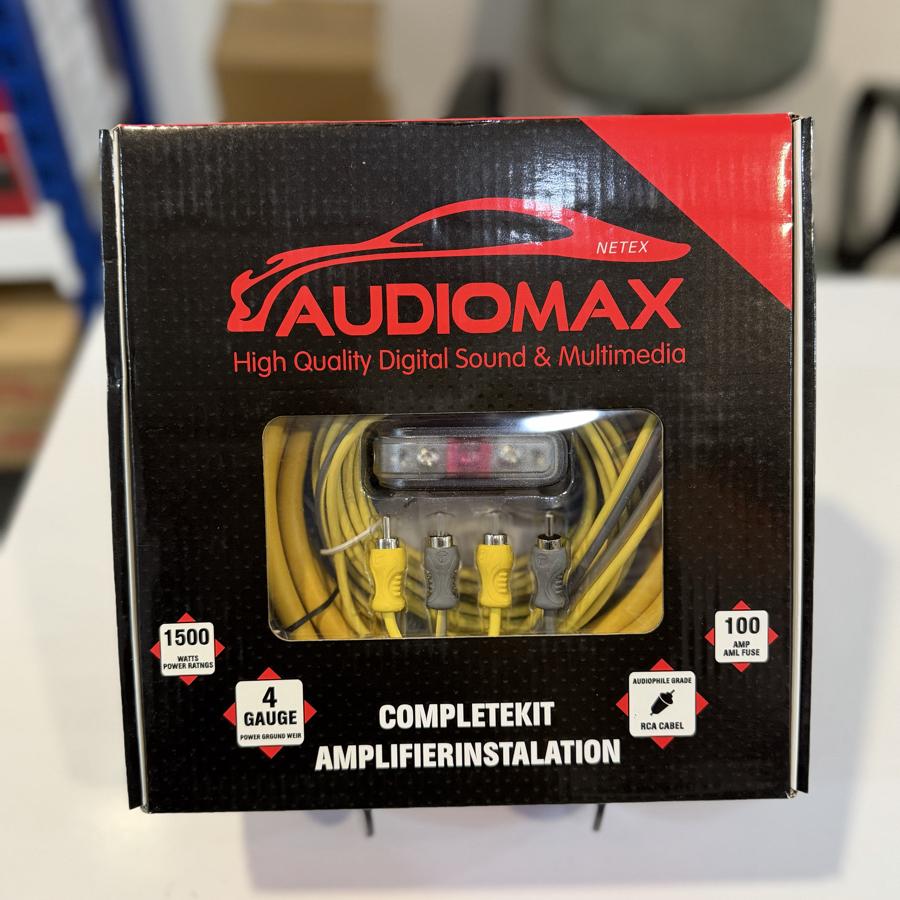 NETEX
AUDIOMAX
High Quality Digital Sound & Multimedia
1500
WATTS
POWER RATNGS
4
GAUGE
POWER GRGUND WEIR
COMPLETEKIT
AMPLIFIERINSTALATION
AUDIOPHILE GRADE
RCA CABEL
100
AMP
AML FUSE